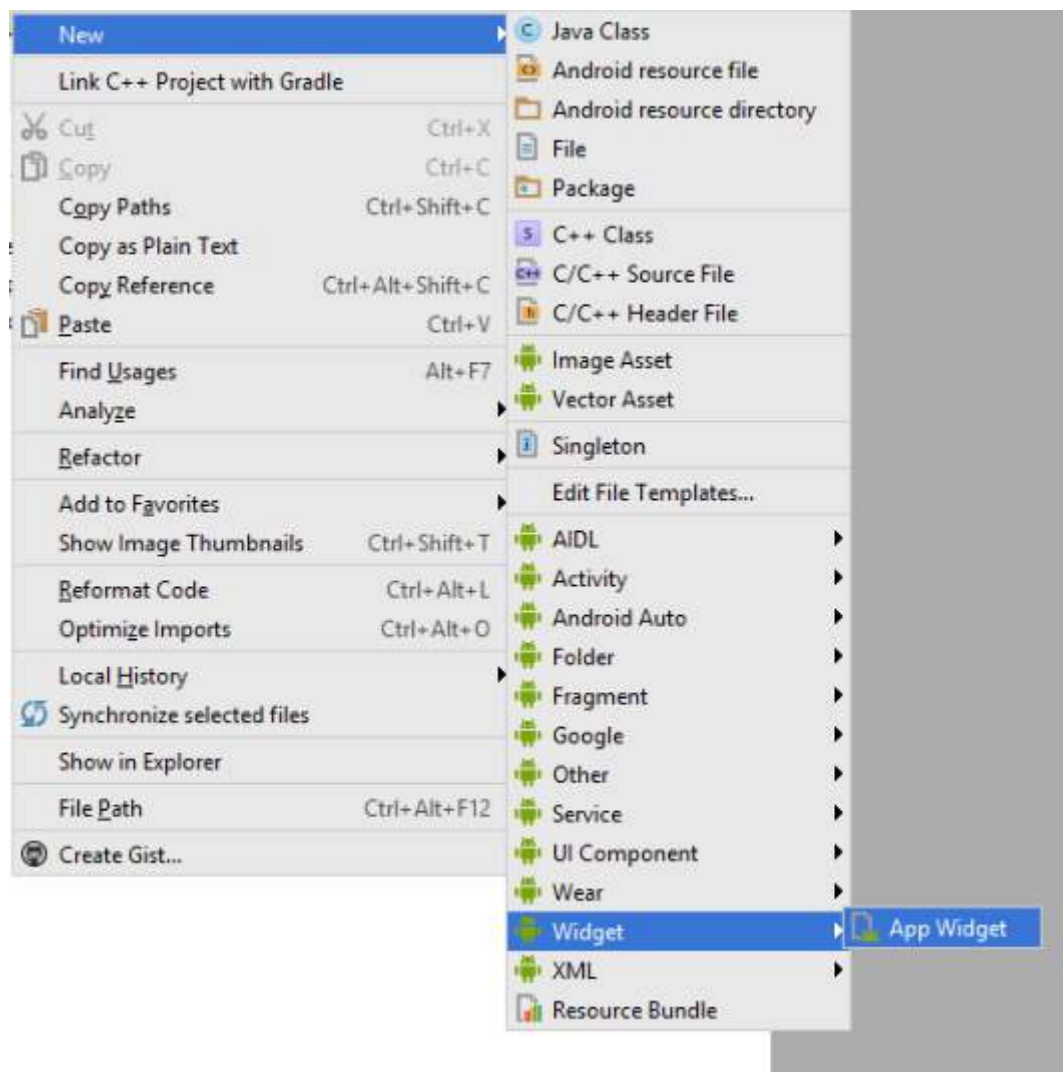 New
Link C++ Project with Gradle
Cut Ctrl+X
Copy Ctrl+C
Copy Paths Ctrl+Shift+C
Copy as Plain Text
Copy Reference Ctrl+Alt+Shift+C
Paste Ctrl+V
Find Usages Alt+F7
Analyze
Refactor
Add to Favorites
Show Image Thumbnails Ctrl+Shift+T
Reformat Code Ctrl+Alt+L
Optimize Imports Ctrl+Alt+O
Local History
Synchronize selected files
Show in Explorer
File Path Ctrl+Alt+F12
Create Gist...
Java Class
Android resource file
Android resource directory
File
Package
C++ Class
C/C++ Source File
C/C++ Header File
Image Asset
Vector Asset
Singleton
Edit File Templates...
AIDL
Activity
Android Auto
Folder
Fragment
Google
Other
Service
UI Component
Wear
Widget
XML
Resource Bundle
App Widget